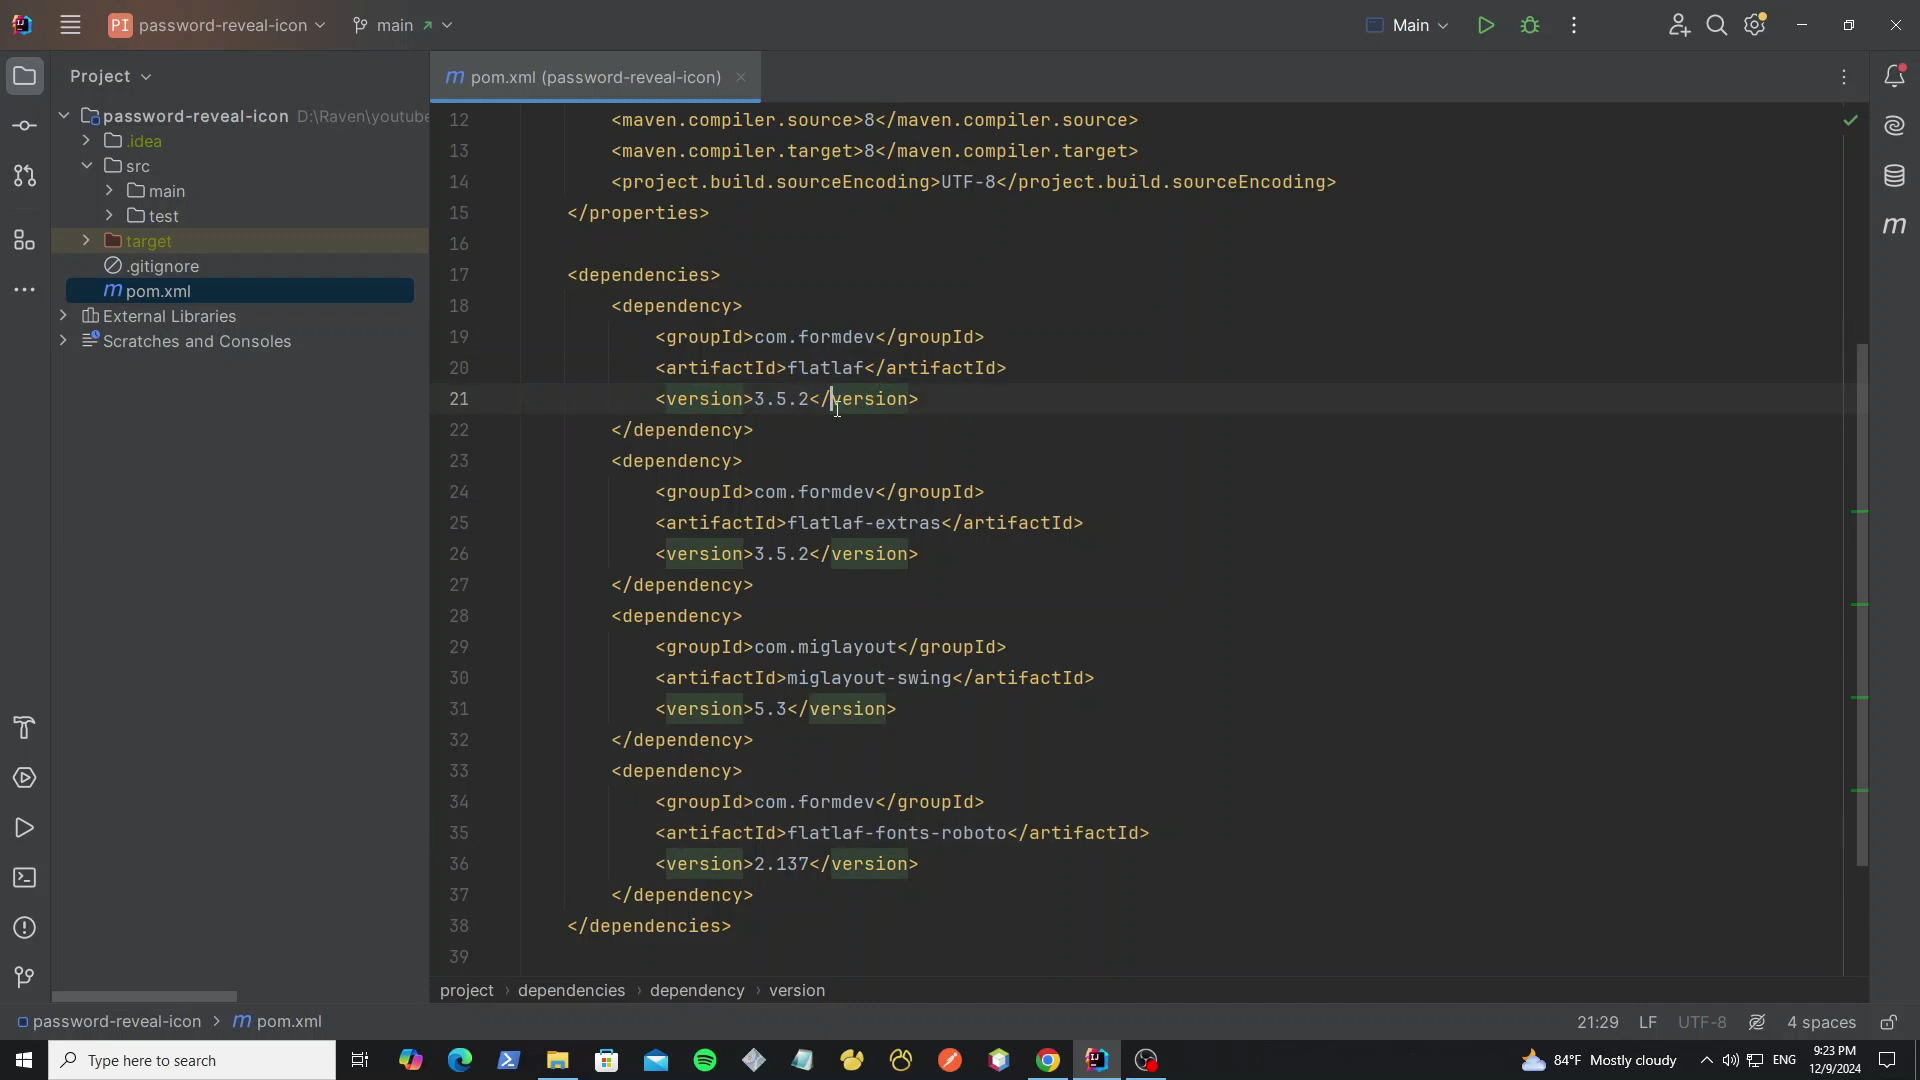 PI password-reveal-icon
main
Main
Project
password-reveal-icon D:\Raven\youtube
.idea
src
main
test
target
.gitignore
m pom.xml
External Libraries
Scratches and Consoles
m pom.xml (password-reveal-icon)
12 <maven.compiler.source>8</maven.compiler.source>
13 <maven.compiler.target>8</maven.compiler.target>
14 <project.build.sourceEncoding>UTF-8</project.build.sourceEncoding>
15 </properties>
16
17 <dependencies>
18 <dependency>
19 <groupId>com.formdev</groupId>
20 <artifactId>flatlaf</artifactId>
21 <version>3.5.2</version>
22 </dependency>
23 <dependency>
24 <groupId>com.formdev</groupId>
25 <artifactId>flatlaf-extras</artifactId>
26 <version>3.5.2</version>
27 </dependency>
28 <dependency>
29 <groupId>com.miglayout</groupId>
30 <artifactId>miglayout-swing</artifactId>
31 <version>5.3</version>
32 </dependency>
33 <dependency>
34 <groupId>com.formdev</groupId>
35 <artifactId>flatlaf-fonts-roboto</artifactId>
36 <version>2.137</version>
37 </dependency>
38 </dependencies>
39
m
project › dependencies › dependency › version
password-reveal-icon > m pom.xml
21:29 LF UTF-8 4 spaces
Type here to search
84°F Mostly cloudy
ENG
9:23 PM
12/9/2024